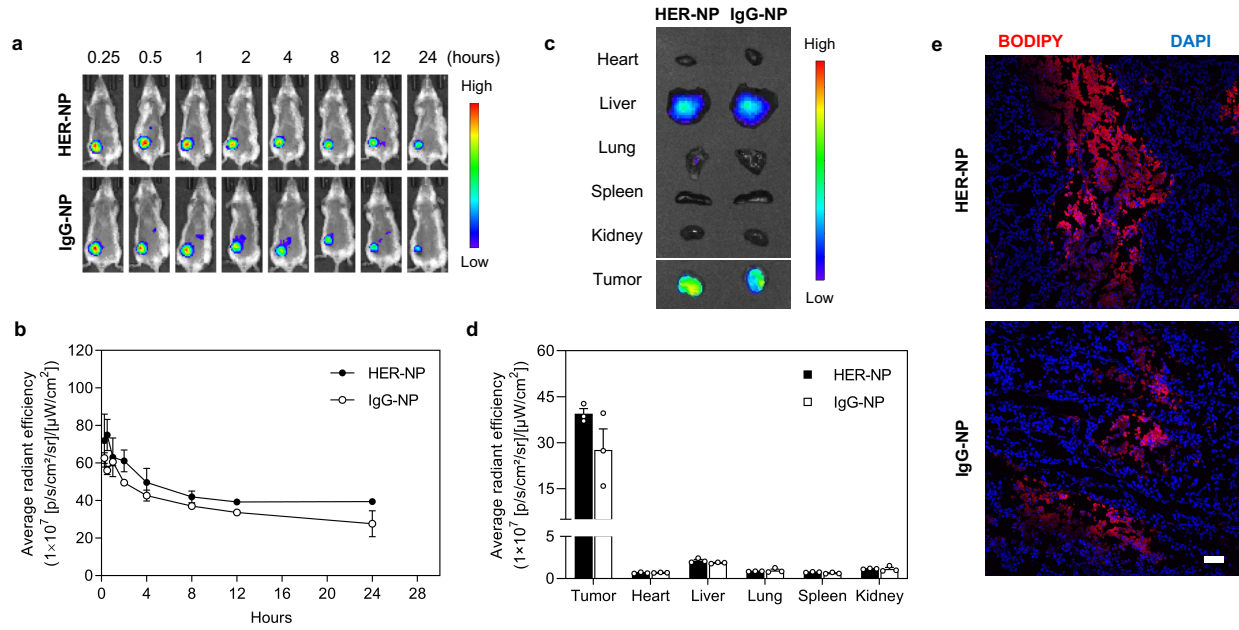 a
0.25 0.5 1 2 4 8 12 24 (hours)
HER-NP
IgG-NP
High
Low
b
Average radiant efficiency
(1×10⁷ [p/s/cm²/sr]/[µW/cm²])
120
100
80
60
40
20
0
0 4 8 12 16 20 24 28
Hours
HER-NP
IgG-NP
c
HER-NP IgG-NP
Heart
Liver
Lung
Spleen
Kidney
Tumor
High
Low
d
Average radiant efficiency
(1×10⁷ [p/s/cm²/sr]/[µW/cm²])
60
45
30
15
5
0
Tumor Heart Liver Lung Spleen Kidney
HER-NP
IgG-NP
e
BODIPY DAPI
HER-NP
IgG-NP